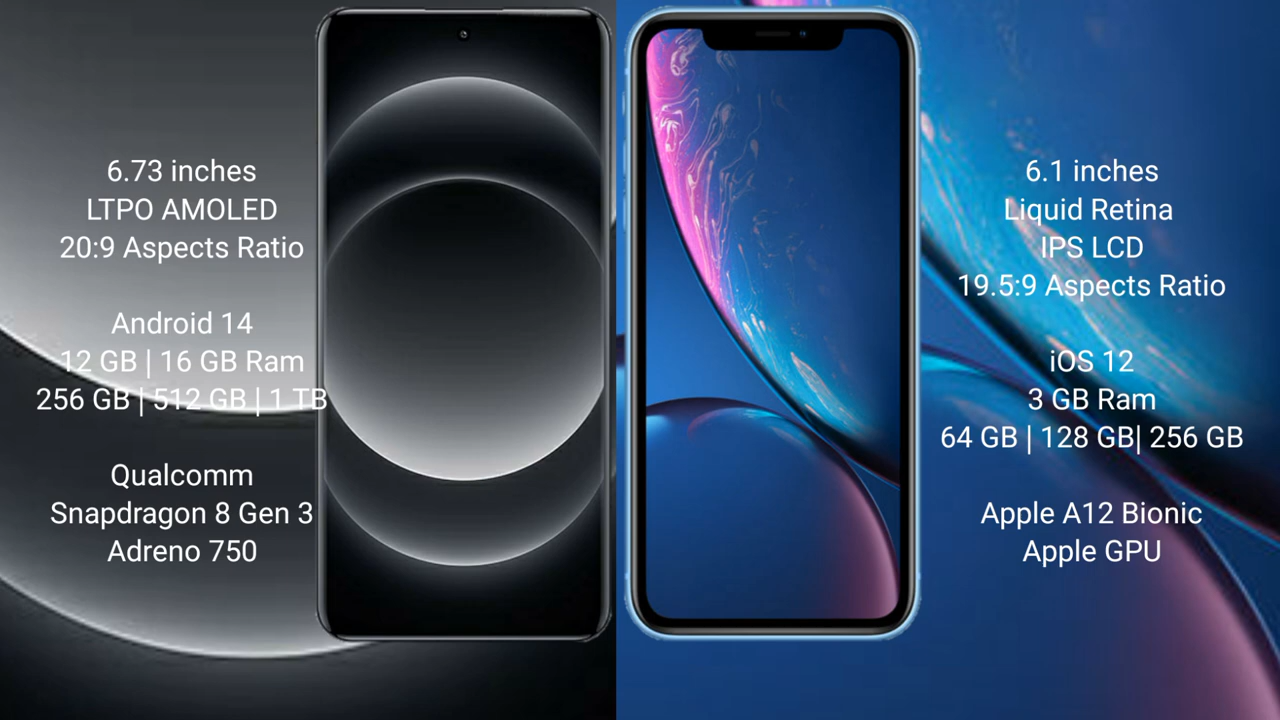 6.73 inches
LTPO AMOLED
20:9 Aspects Ratio
Android 14
12 GB | 16 GB Ram
256 GB | 512 GB | 1 TB
Qualcomm
Snapdragon 8 Gen 3
Adreno 750
6.1 inches
Liquid Retina
IPS LCD
19.5:9 Aspects Ratio
iOS 12
3 GB Ram
64 GB | 128 GB| 256 GB
Apple A12 Bionic
Apple GPU